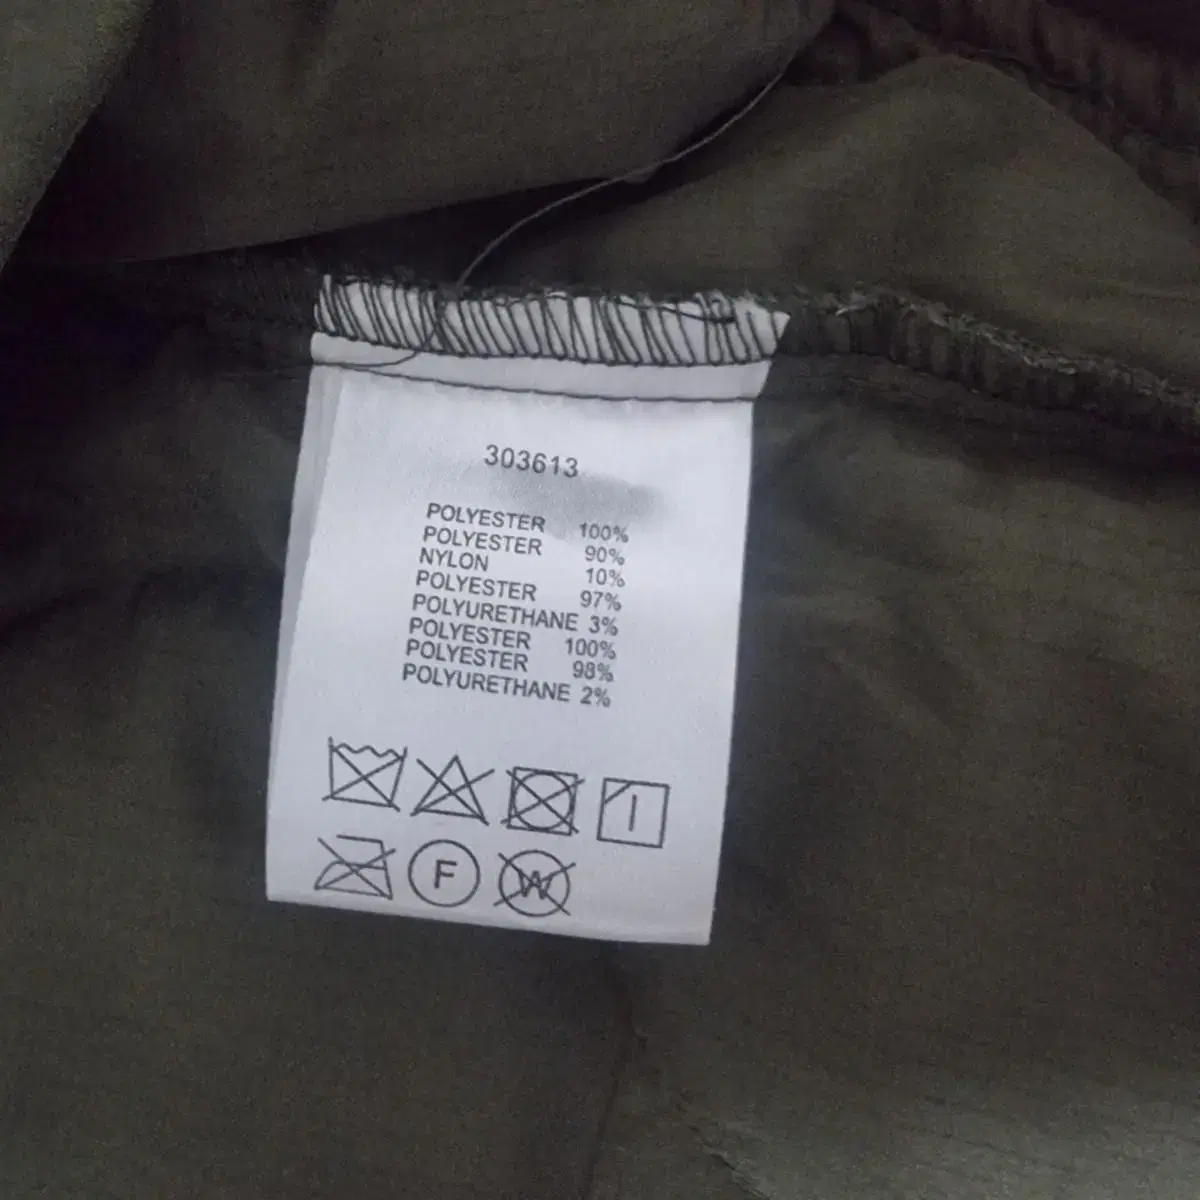 303613
POLYESTER 100%
POLYESTER 90%
NYLON 10%
POLYESTER 97%
POLYURETHANE 3%
POLYESTER 100%
POLYESTER 98%
POLYURETHANE 2%
F W